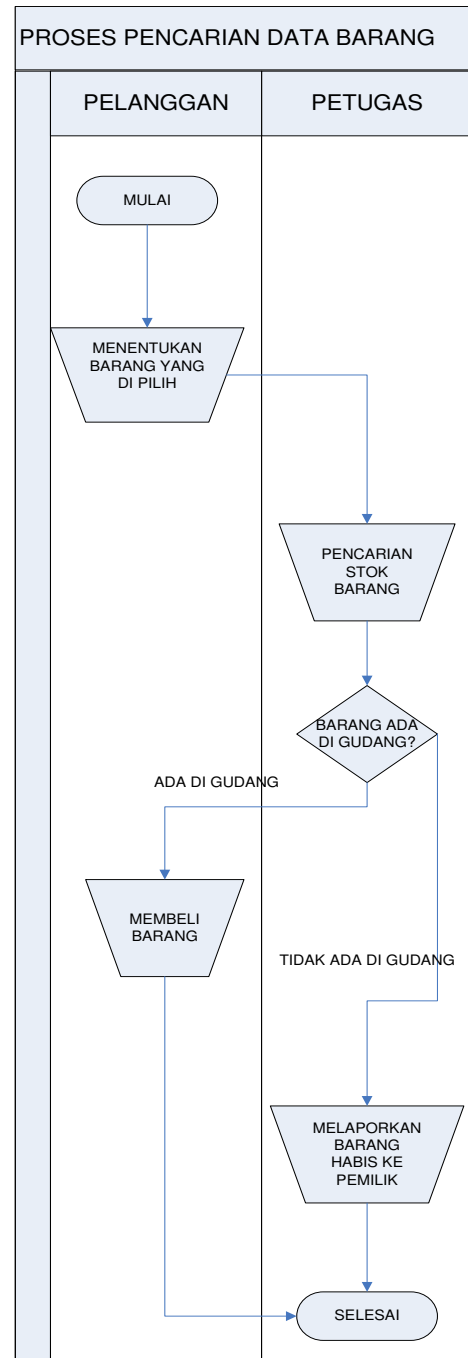 PROSES PENCARIAN DATA BARANG
PELANGGAN
PETUGAS
MULAI
MENENTUKAN
BARANG YANG
DI PILIH
PENCARIAN
STOK
BARANG
BARANG ADA
DI GUDANG?
ADA DI GUDANG
MEMBELI
BARANG
TIDAK ADA DI GUDANG
MELAPORKAN
BARANG
HABIS KE
PEMILIK
SELESAI